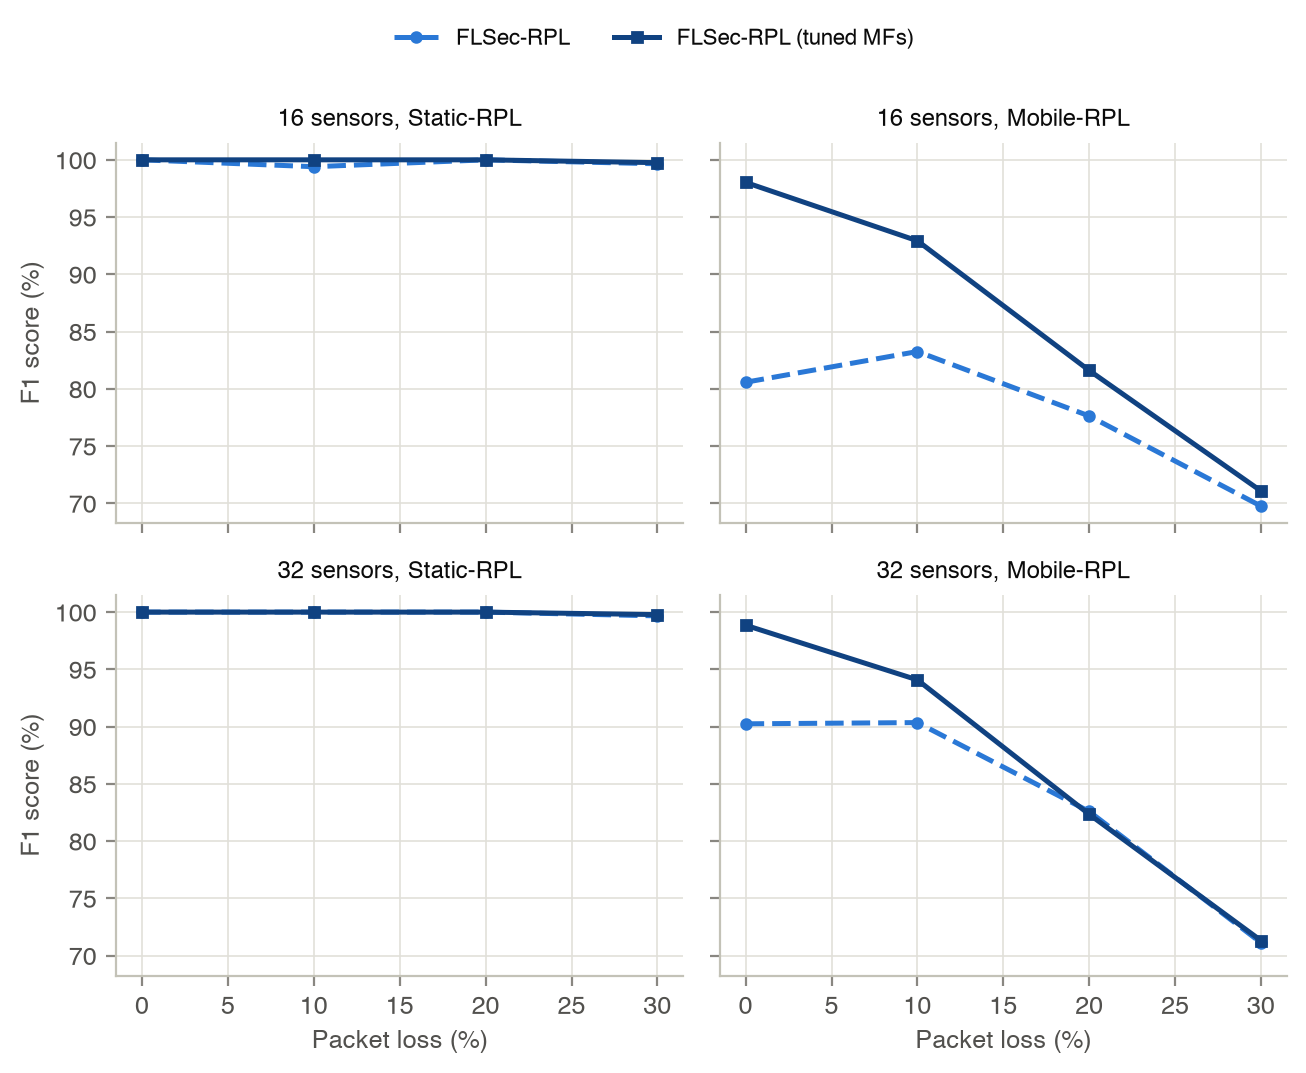 FLSec-RPL FLSec-RPL (tuned MFs)
16 sensors, Static-RPL 16 sensors, Mobile-RPL
100
95
90
85
80
75
70
F1 score (%)
32 sensors, Static-RPL 32 sensors, Mobile-RPL
100
95
90
85
80
75
70
F1 score (%)
0 5 10 15 20 25 30 0 5 10 15 20 25 30
Packet loss (%) Packet loss (%)